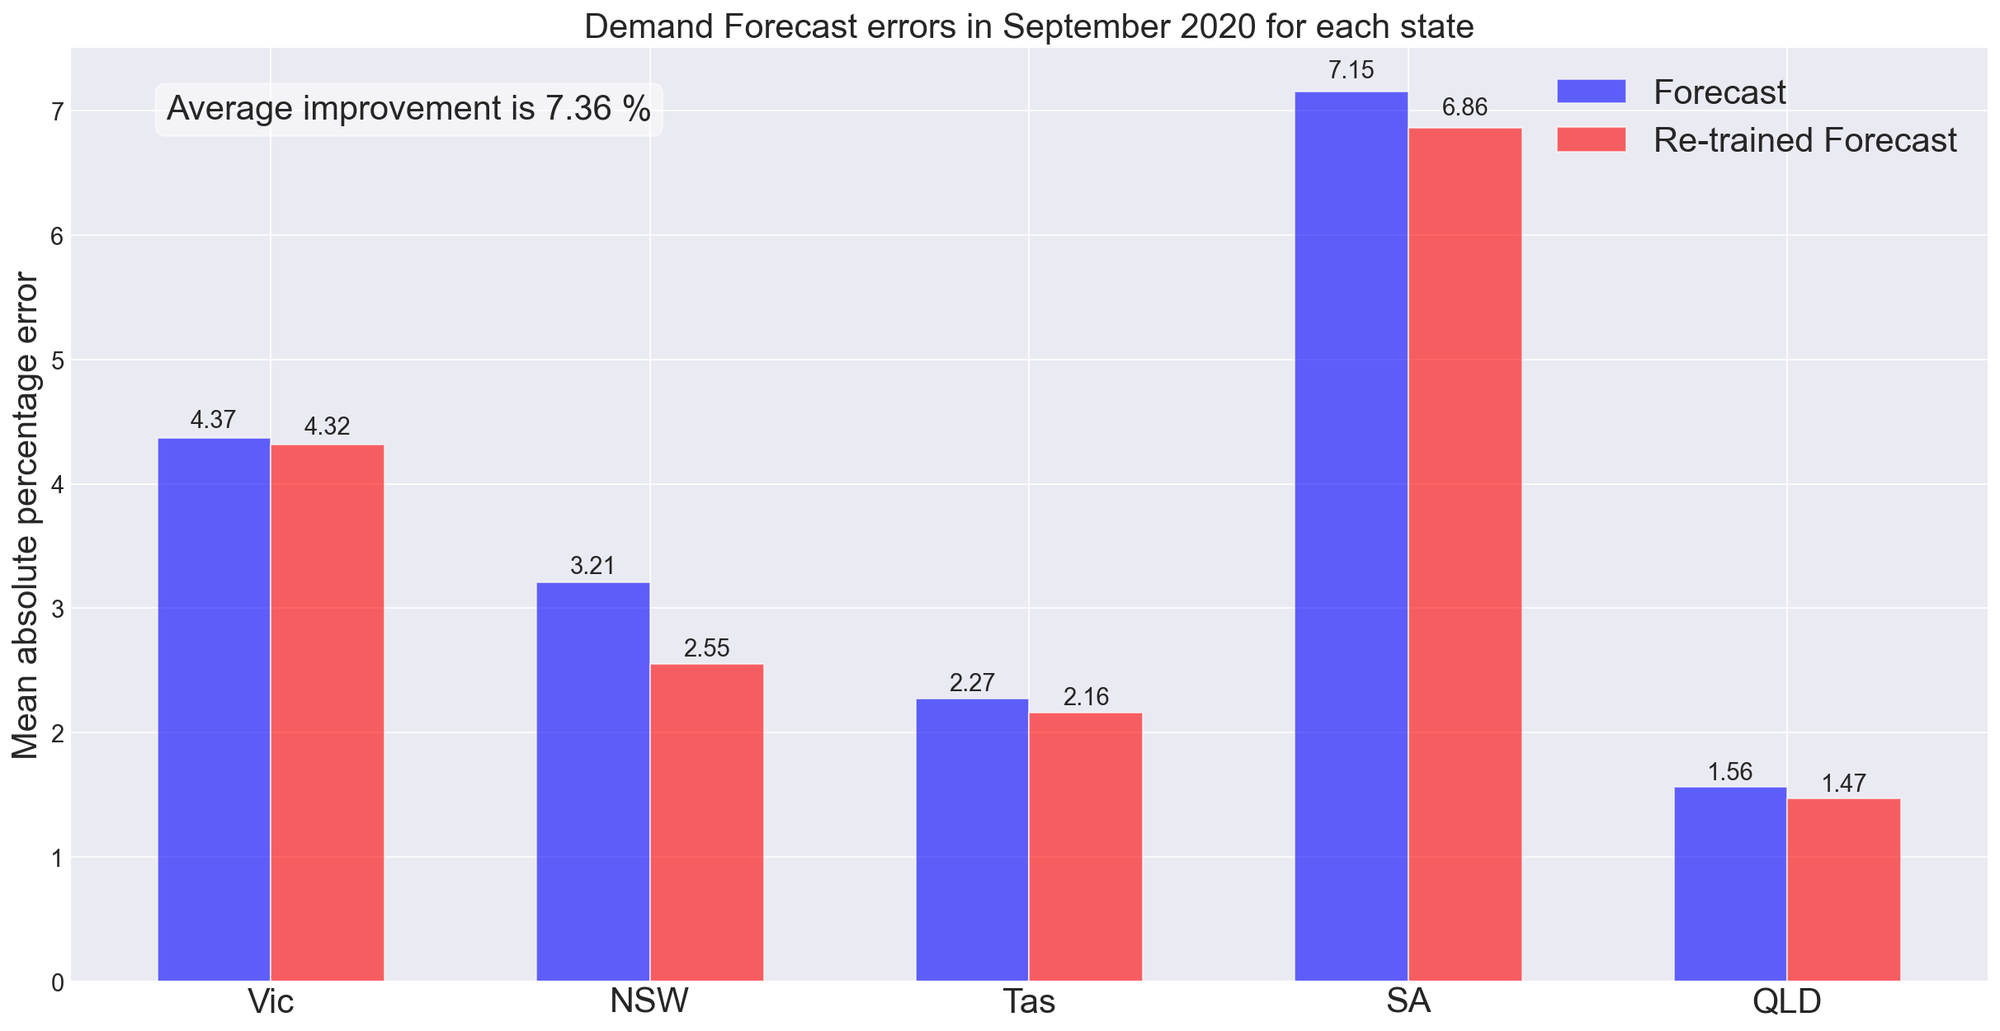 Demand Forecast errors in September 2020 for each state
Average improvement is 7.36 %
Forecast
Re-trained Forecast
Mean absolute percentage error
7
6
5
4
3
2
1
0
4.37
4.32
3.21
2.55
2.27
2.16
7.15
6.86
1.56
1.47
Vic
NSW
Tas
SA
QLD